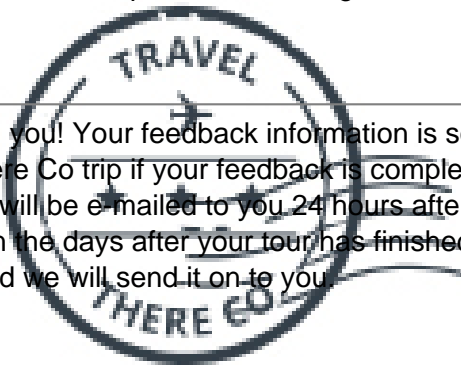 TRAVEL
you! Your feedback information is s
ere Co trip if your feedback is comple
will be e-mailed to you 24 hours afte
n the days after your tour has finished
d we will send it on to you.
THERE CO.